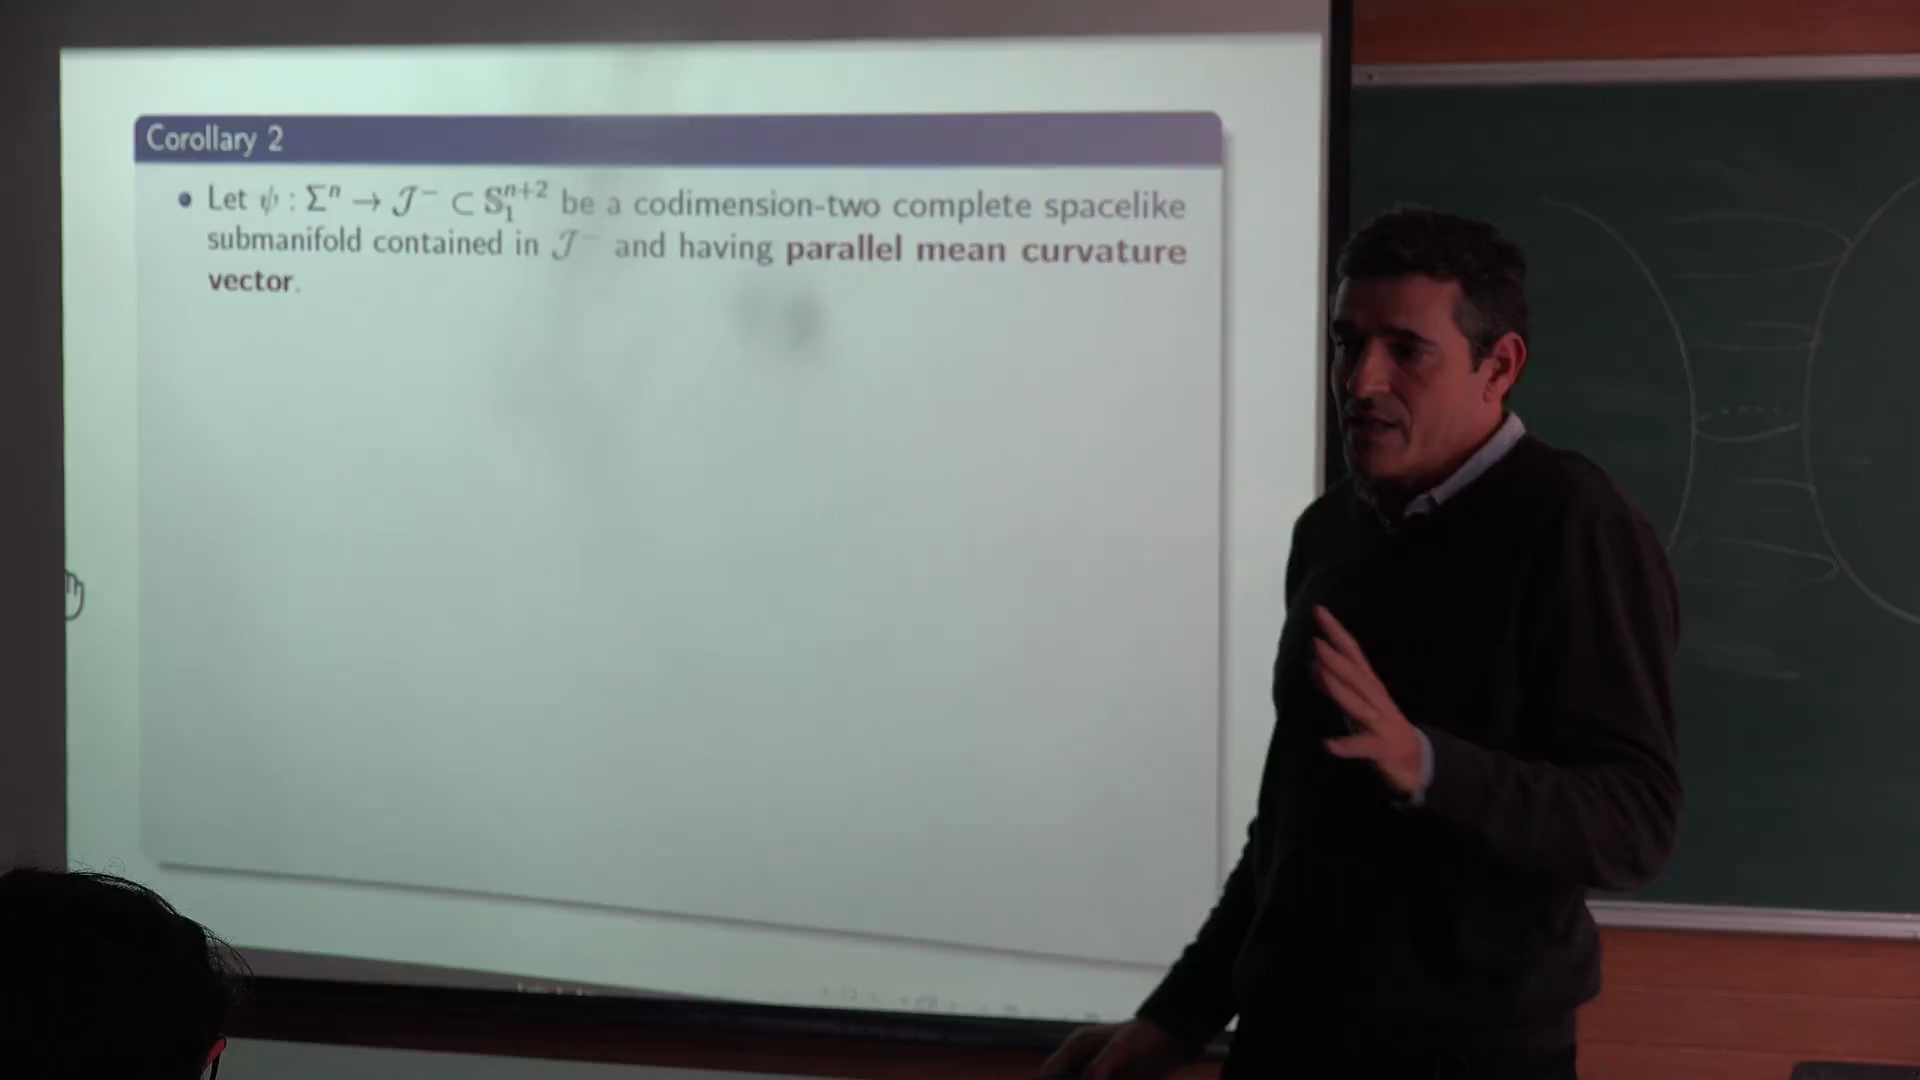 Corollary 2
• Let ψ : Σⁿ → 𝒥⁻ ⊂ 𝕊₁ⁿ⁺² be a codimension-two complete spacelike
submanifold contained in 𝒥⁻ and having parallel mean curvature
vector.